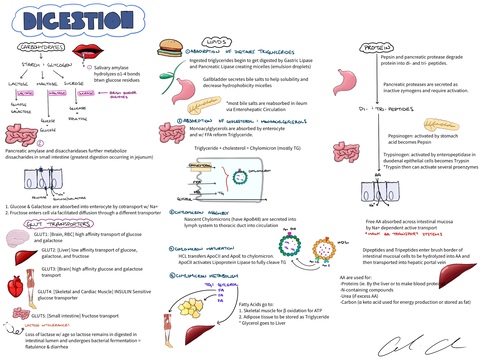 DIGESTION
CARBOHYDRATES
STARCH & GLYCOGEN
Salivary amylase
hydrolyzes α1-4 bonds
btwn glucose residues
LACTOSE MALTOSE SUCROSE
LACTASE MALTASE SUCRASE
BRUSH BORDER ENZYMES
GLUCOSE
GALACTOSE
GLUCOSE
GLUCOSE
GLUCOSE
FRUCTOSE
Pancreatic amylase and disaccharidases further metabolize
disaccharides in small intestine (greatest digestion occurring in jejunum)
1. Glucose & Galactose absorbed into enterocyte by cotransport w/ Na+
2. Fructose enters cell via facilitated diffusion through a different transporter
GLUT TRANSPORTERS
GLUT1: [Brain, RBC] high affinity transport of glucose
and galactose
GLUT2: [Liver] low affinity transport of glucose,
galactose, and fructose
GLUT3: [Brain] high affinity glucose and galactose
transport
GLUT4: [Skeletal and Cardiac Muscle] INSULIN Sensitive
glucose transporter
GLUT5: [Small intestine] fructose transport
LACTOSE INTOLERANCE!
Loss of lactase w/ age so lactose remains in digested in
intestinal lumen and undergoes bacterial fermentation =
flatulence & diarrhea
LIPIDS
① ABSORPTION OF DIETARY TRIGLYCERIDES
Ingested triglycerides begin to get digested by Gastric Lipase
and Pancreatic Lipase creating micelles (emulsion droplets)
Gallbladder secretes bile salts to help solubility and
decrease hydrophobicity micelles
*most bile salts are reabsorbed in ileum via
Enterohepatic Circulation
② ABSORPTION OF CHOLESTEROL & MONOACYLGLYCEROLS
Monoacylglycerols are absorbed by enterocyte
and w/ FFA reform Triglyceride.
Triglyceride + cholesterol = Chylomicron (mostly TG)
③ CHYLOMICRON ASSEMBLY
Nascent Chylomicrons (have ApoB48) are secreted into
lymph system to thoracic duct into circulation
④ CHYLOMICRON MATURATION
HDL transfers ApoCII and ApoE to chylomicron.
ApoCII activates Lipoprotein Lipase to fully cleave TG
HDL
⑤ CHYLOMICRON METABOLISM
TG: GLYCEROL
FA
FA
FA
Fatty Acids go to:
1. Skeletal muscle for β oxidation for ATP
2. Adipose tissue to be stored as Triglyceride
* Glycerol goes to Liver
PROTEIN
Pepsin and pancreatic protease degrade
protein into di- and tri- peptides.
Pancreatic proteases are secreted as
inactive zymogens and require activation.
DI- & TRI- PEPTIDES
Pepsinogen: activated by stomach
acid becomes Pepsin
Trypsinogen: activated by enteropeptidase in
duodenal epithelial cells becomes Trypsin
*Trypsin then can activate several proenzymes
AA
Free AA absorbed across intestinal mucosa
by Na+ dependent active transport
Dipeptides and Tripeptides enter brush border
of intestinal mucosal cells to be hydrolyzed into AA and
then transported into hepatic portal vein
AA are used for:
-Proteins (ie. By the liver or to make blood proteins
-N-containing compounds
-Urea (if excess AA)
-Carbon (α keto acid used for energy production or stored as fat)